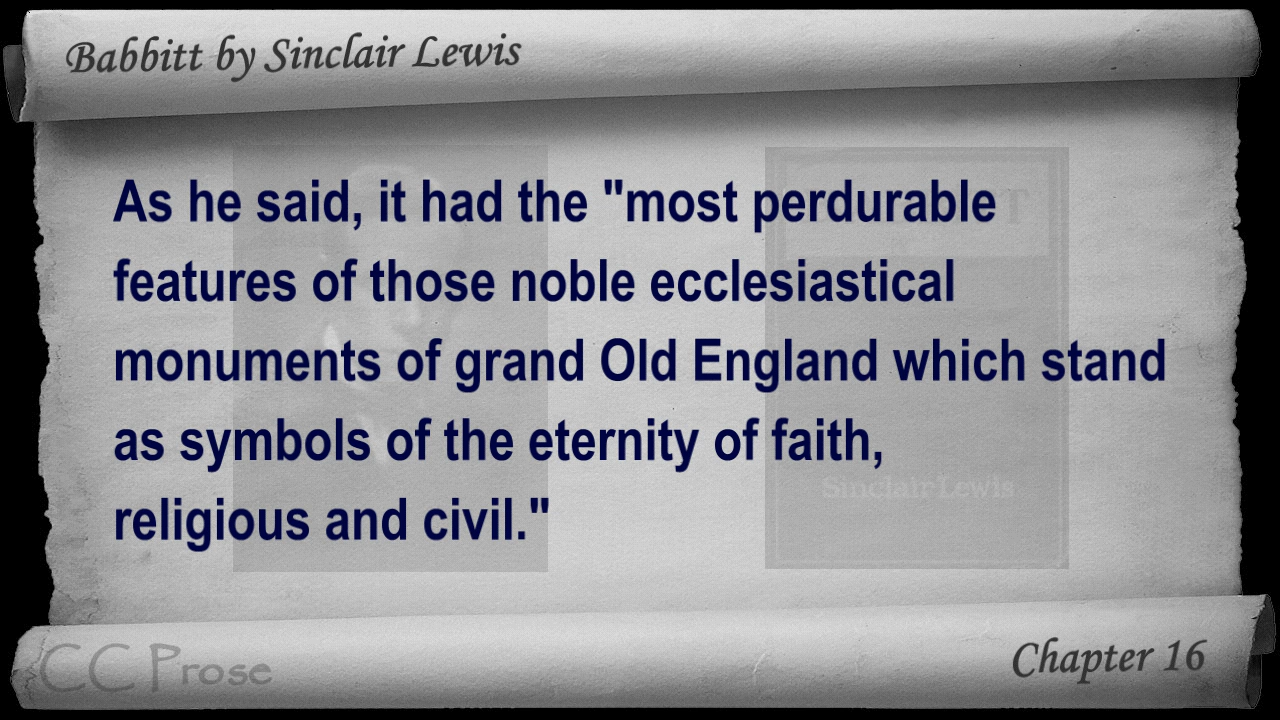 Babbitt by Sinclair Lewis
As he said, it had the "most perdurable
features of those noble ecclesiastical
monuments of grand Old England which stand
as symbols of the eternity of faith,
religious and civil."
Sinclair Lewis
CC Prose
Chapter 16